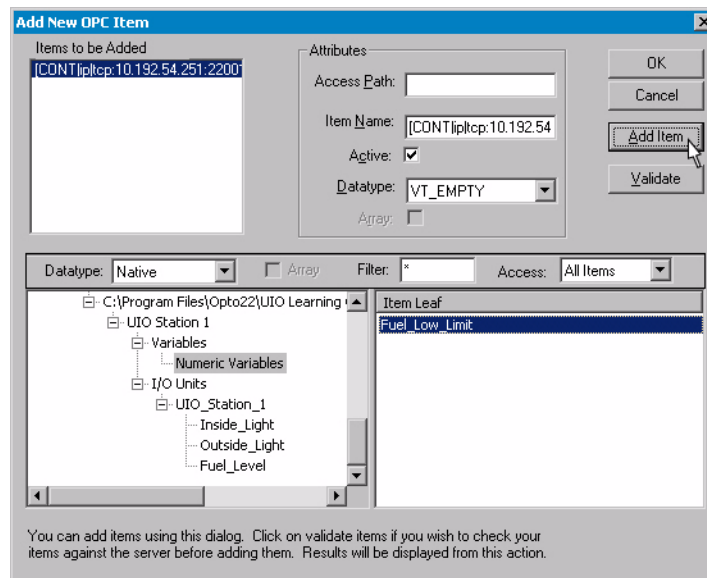 Add New OPC Item
Items to be Added
[CONT|ip|tcp:10.192.54.251:2200
Attributes
Access Path:
Item Name: [CONT|ip|tcp:10.192.54
Active:
Datatype: VT_EMPTY
Array:
OK
Cancel
Add Item
Validate
Datatype: Native Array Filter: * Access: All Items
C:\Program Files\Opto22\UIO Learning
UIO Station 1
Variables
Numeric Variables
I/O Units
UIO_Station_1
Inside_Light
Outside_Light
Fuel_Level
Item Leaf
Fuel_Low_Limit
You can add items using this dialog. Click on validate items if you wish to check your
items against the server before adding them. Results will be displayed from this action.